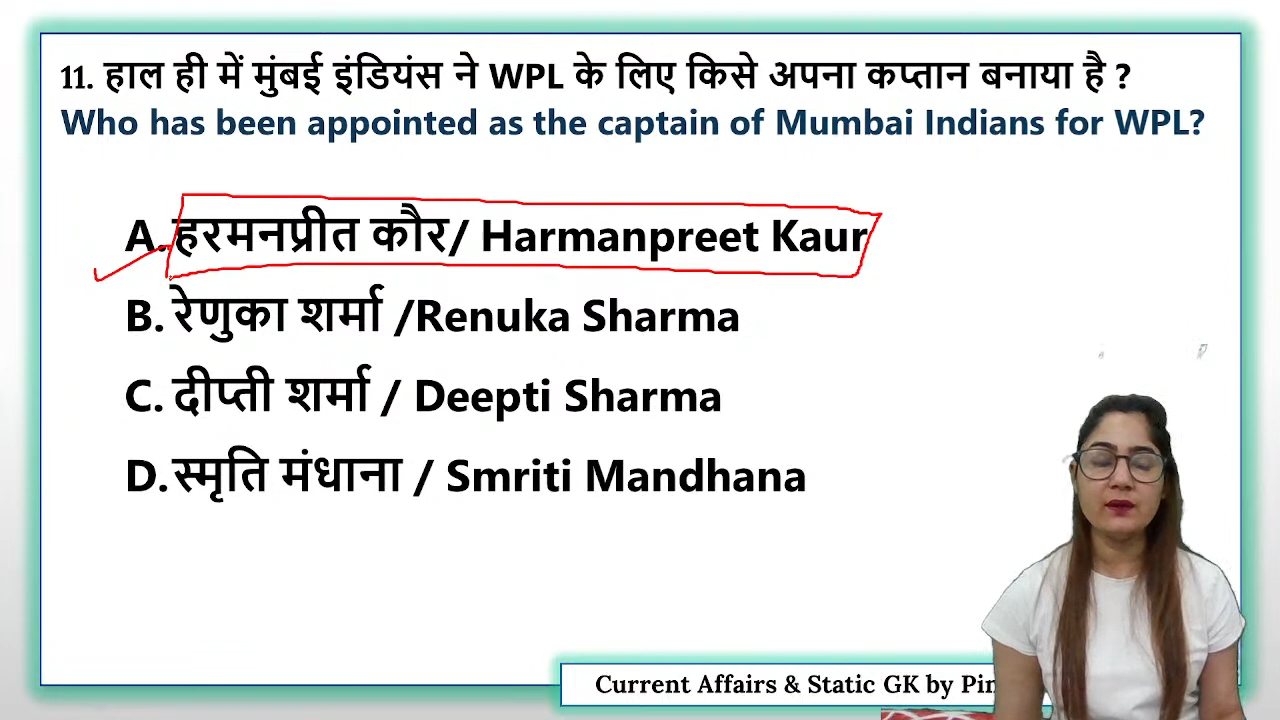 11. हाल ही में मुंबई इंडियंस ने WPL के लिए किसे अपना कप्तान बनाया है ?
Who has been appointed as the captain of Mumbai Indians for WPL?
A. हरमनप्रीत कौर/ Harmanpreet Kaur
B. रेणुका शर्मा /Renuka Sharma
C. दीप्ती शर्मा / Deepti Sharma
D. स्मृति मंधाना / Smriti Mandhana
Current Affairs & Static GK by